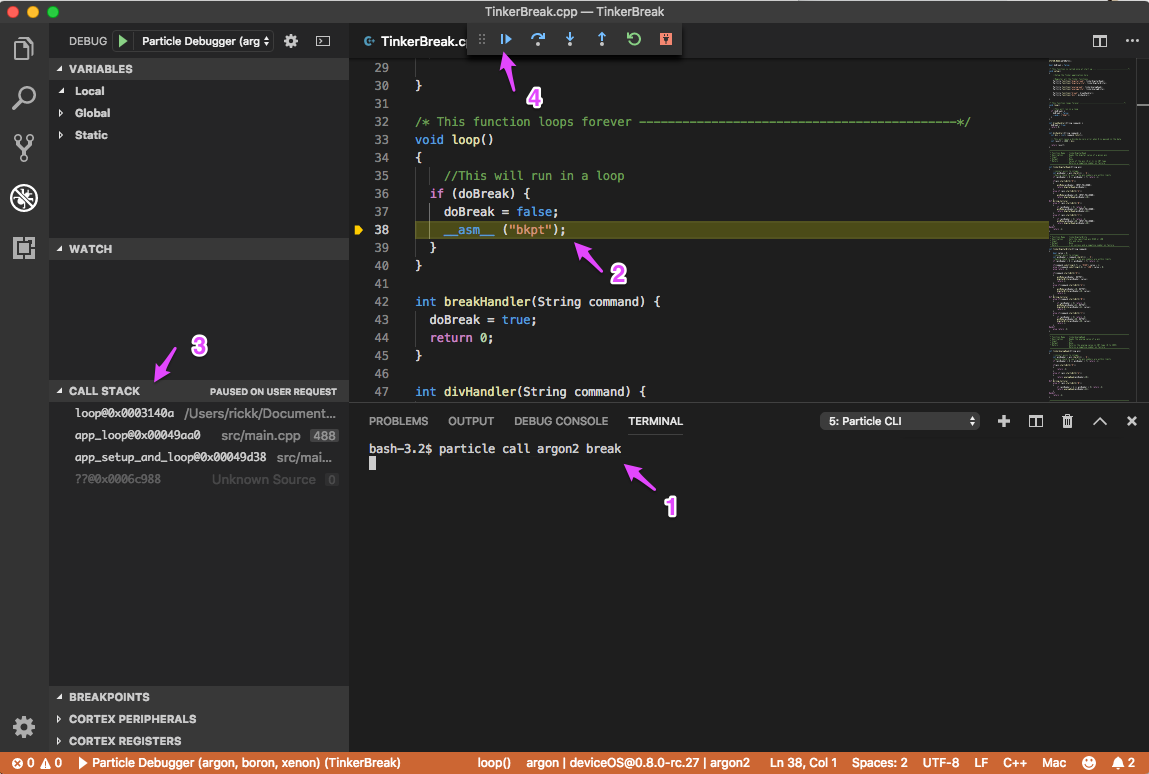 TinkerBreak.cpp — TinkerBreak
DEBUG Particle Debugger (arg
TinkerBreak.c
VARIABLES
Local
Global
Static
WATCH
3
CALL STACK PAUSED ON USER REQUEST
loop@0x0003140a /Users/rickk/Document...
app_loop@0x00049aa0 src/main.cpp 488
app_setup_and_loop@0x00049d38 src/mai...
??@0x0006c988 Unknown Source 0
BREAKPOINTS
CORTEX PERIPHERALS
CORTEX REGISTERS
4
29
30 }
31
32 /* This function loops forever --------------------------------------------*/
33 void loop()
34 {
35 //This will run in a loop
36 if (doBreak) {
37 doBreak = false;
38 __asm__ ("bkpt");
39 }
2
40 }
41
42 int breakHandler(String command) {
43 doBreak = true;
44 return 0;
45 }
46
47 int divHandler(String command) {
PROBLEMS OUTPUT DEBUG CONSOLE TERMINAL 5: Particle CLI
bash-3.2$ particle call argon2 break
1
0 0 Particle Debugger (argon, boron, xenon) (TinkerBreak) loop() argon | deviceOS@0.8.0-rc.27 | argon2 Ln 38, Col 1 Spaces: 2 UTF-8 LF C++ Mac 2